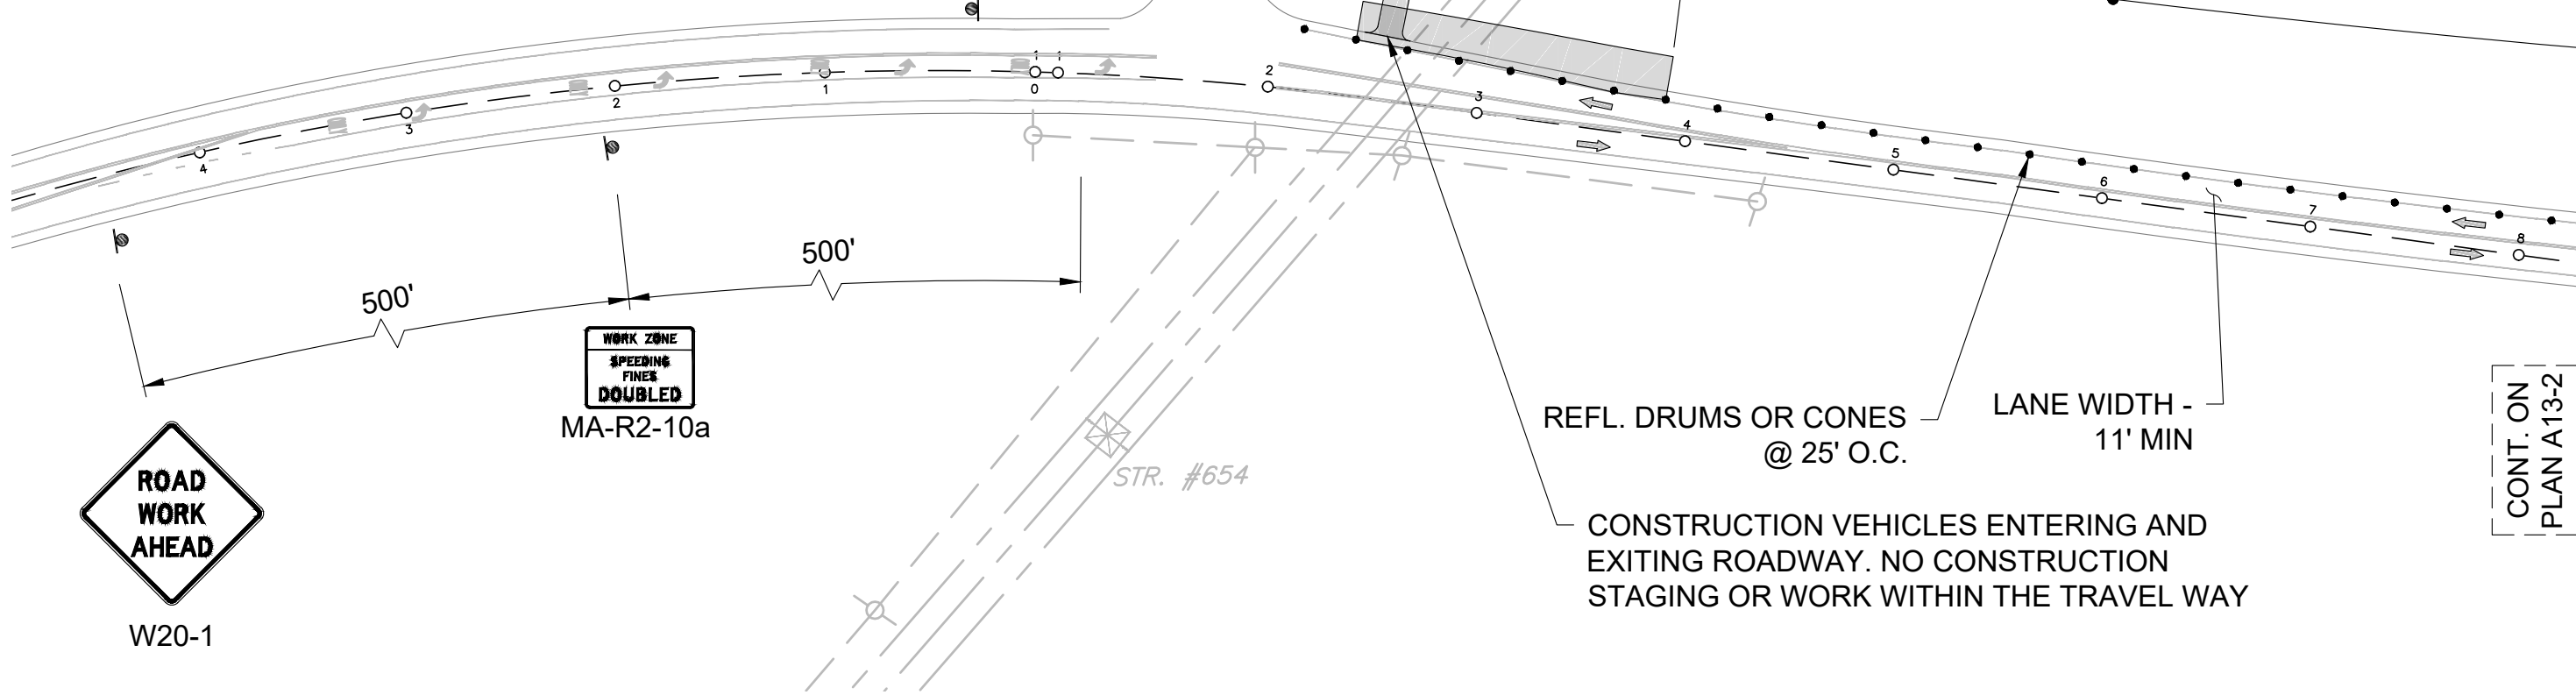 1 1
2
0
1
2
3
3
4
4
5
6
7
8
500'
500'
WORK ZONE
SPEEDING
FINES
DOUBLED
MA-R2-10a
ROAD
WORK
AHEAD
W20-1
STR. #654
REFL. DRUMS OR CONES
@ 25' O.C.
LANE WIDTH -
11' MIN
CONSTRUCTION VEHICLES ENTERING AND
EXITING ROADWAY. NO CONSTRUCTION
STAGING OR WORK WITHIN THE TRAVEL WAY
CONT. ON
PLAN A13-2